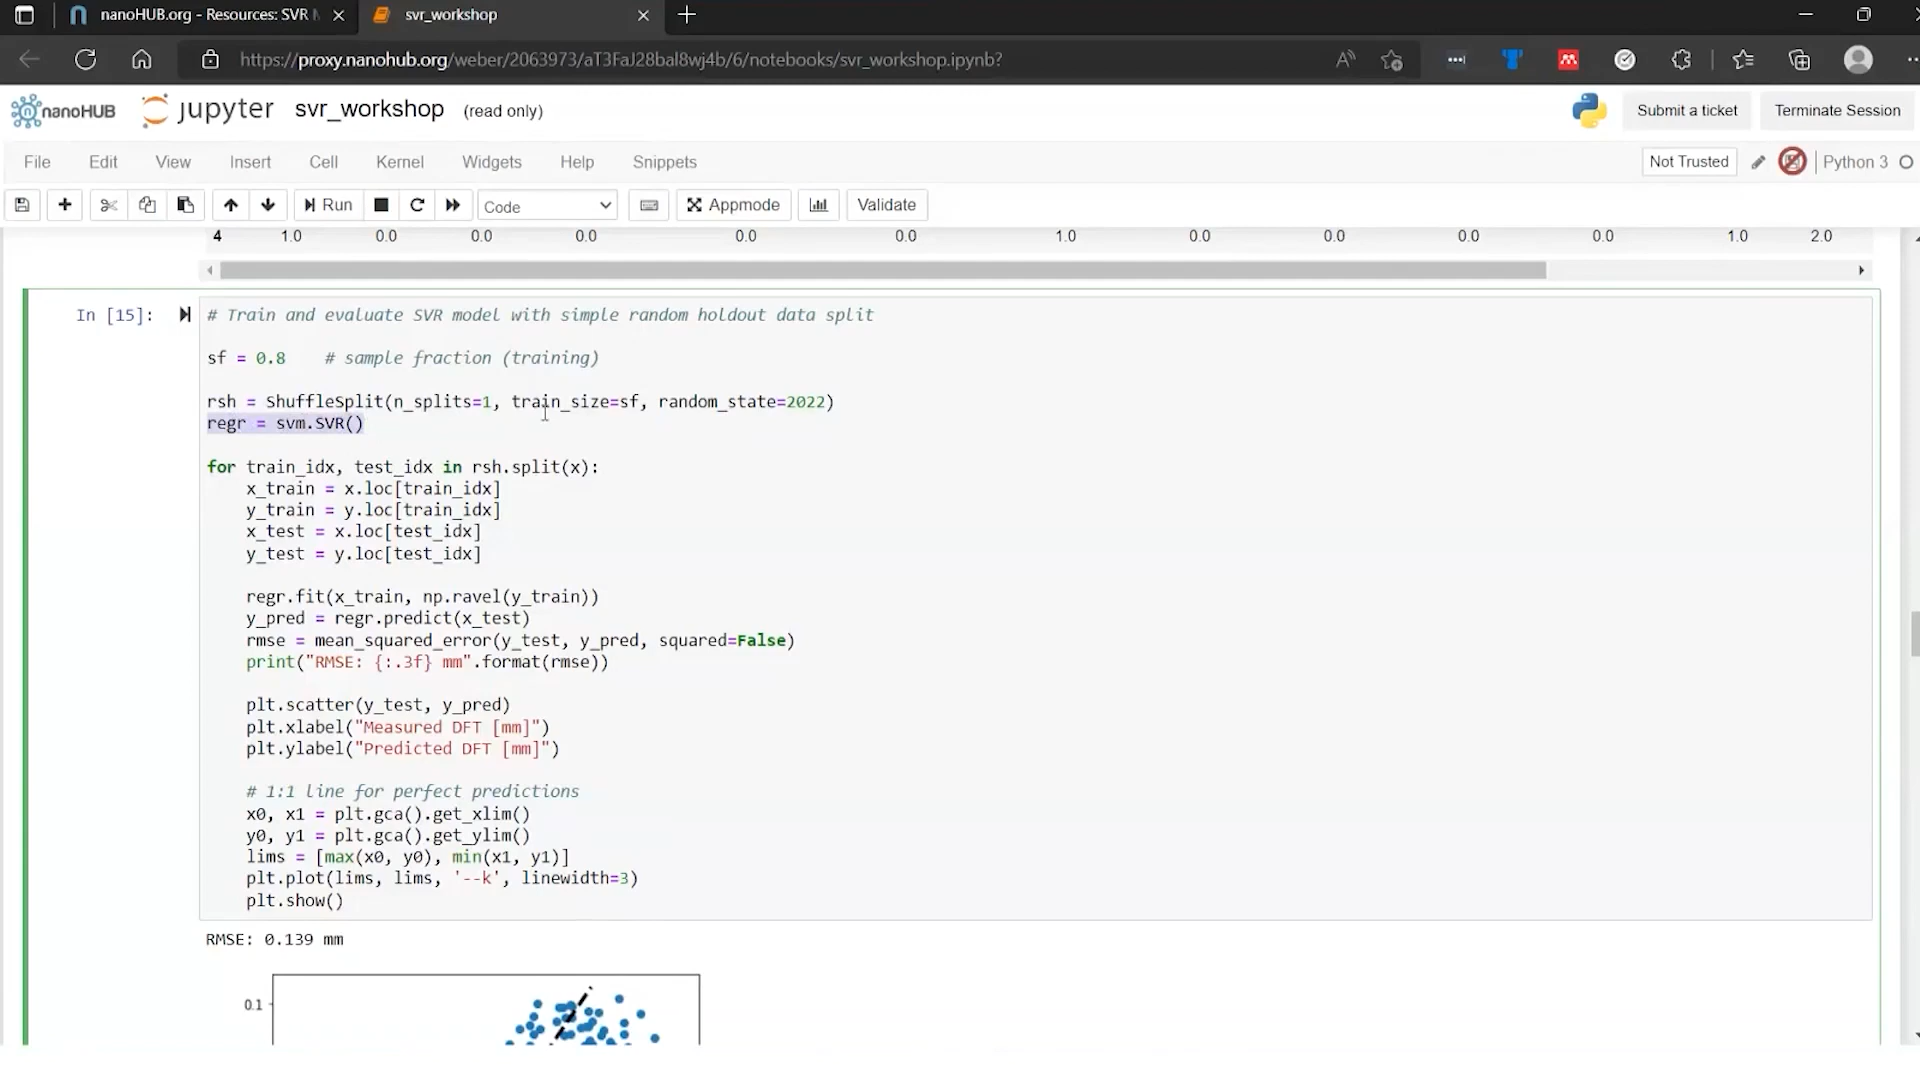 nanoHUB.org - Resources: SVR
svr_workshop
https://proxy.nanohub.org/weber/2063973/aT3FaJ28bal8wj4b/6/notebooks/svr_workshop.ipynb?
nanoHUB
jupyter
svr_workshop (read only)
Submit a ticket
Terminate Session
File Edit View Insert Cell Kernel Widgets Help Snippets
Not Trusted
Python 3
Run
Code
Appmode
Validate
4 1.0 0.0 0.0 0.0 0.0 0.0 1.0 0.0 0.0 0.0 0.0 1.0 2.0
In [15]:
# Train and evaluate SVR model with simple random holdout data split
sf = 0.8 # sample fraction (training)
rsh = ShuffleSplit(n_splits=1, train_size=sf, random_state=2022)
regr = svm.SVR()
for train_idx, test_idx in rsh.split(x):
x_train = x.loc[train_idx]
y_train = y.loc[train_idx]
x_test = x.loc[test_idx]
y_test = y.loc[test_idx]
regr.fit(x_train, np.ravel(y_train))
y_pred = regr.predict(x_test)
rmse = mean_squared_error(y_test, y_pred, squared=False)
print("RMSE: {:.3f} mm".format(rmse))
plt.scatter(y_test, y_pred)
plt.xlabel("Measured DFT [mm]")
plt.ylabel("Predicted DFT [mm]")
# 1:1 line for perfect predictions
x0, x1 = plt.gca().get_xlim()
y0, y1 = plt.gca().get_ylim()
lims = [max(x0, y0), min(x1, y1)]
plt.plot(lims, lims, '--k', linewidth=3)
plt.show()
RMSE: 0.139 mm
0.1